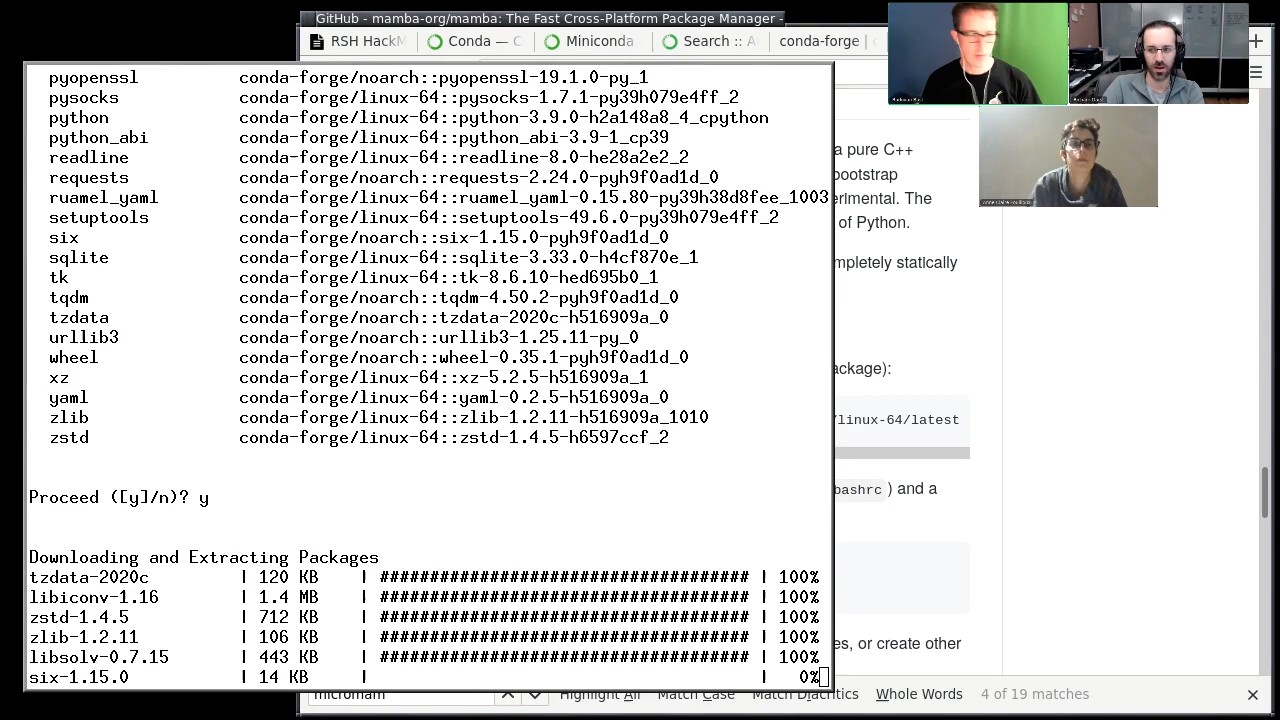 GitHub - mamba-org/mamba: The Fast Cross-Platform Package Manager -
RSH HackM
Conda — C
Miniconda
Search :: A
conda-forge |
pyopenssl conda-forge/noarch::pyopenssl-19.1.0-py_1
pysocks conda-forge/linux-64::pysocks-1.7.1-py39h079e4ff_2
python conda-forge/linux-64::python-3.9.0-h2a148a8_4_cpython
python_abi conda-forge/linux-64::python_abi-3.9-1_cp39
readline conda-forge/linux-64::readline-8.0-he28a2e2_2
requests conda-forge/noarch::requests-2.24.0-pyh9f0ad1d_0
ruamel_yaml conda-forge/linux-64::ruamel_yaml-0.15.80-py39h38d8fee_1003
setuptools conda-forge/linux-64::setuptools-49.6.0-py39h079e4ff_2
six conda-forge/noarch::six-1.15.0-pyh9f0ad1d_0
sqlite conda-forge/linux-64::sqlite-3.33.0-h4cf870e_1
tk conda-forge/linux-64::tk-8.6.10-hed695b0_1
tqdm conda-forge/noarch::tqdm-4.50.2-pyh9f0ad1d_0
tzdata conda-forge/noarch::tzdata-2020c-h516909a_0
urllib3 conda-forge/noarch::urllib3-1.25.11-py_0
wheel conda-forge/noarch::wheel-0.35.1-pyh9f0ad1d_0
xz conda-forge/linux-64::xz-5.2.5-h516909a_1
yaml conda-forge/linux-64::yaml-0.2.5-h516909a_0
zlib conda-forge/linux-64::zlib-1.2.11-h516909a_1010
zstd conda-forge/linux-64::zstd-1.4.5-h6597ccf_2
Proceed ([y]/n)? y
Downloading and Extracting Packages
tzdata-2020c | 120 KB | ##################################### | 100%
libiconv-1.16 | 1.4 MB | ##################################### | 100%
zstd-1.4.5 | 712 KB | ##################################### | 100%
zlib-1.2.11 | 106 KB | ##################################### | 100%
libsolv-0.7.15 | 443 KB | ##################################### | 100%
six-1.15.0 | 14 KB | | 0%
a pure C++
bootstrap
erimental. The
of Python.
mpletely statically
ackage):
/linux-64/latest
bashrc ) and a
es, or create other
Highlight All Match Case Match Diacritics Whole Words 4 of 19 matches